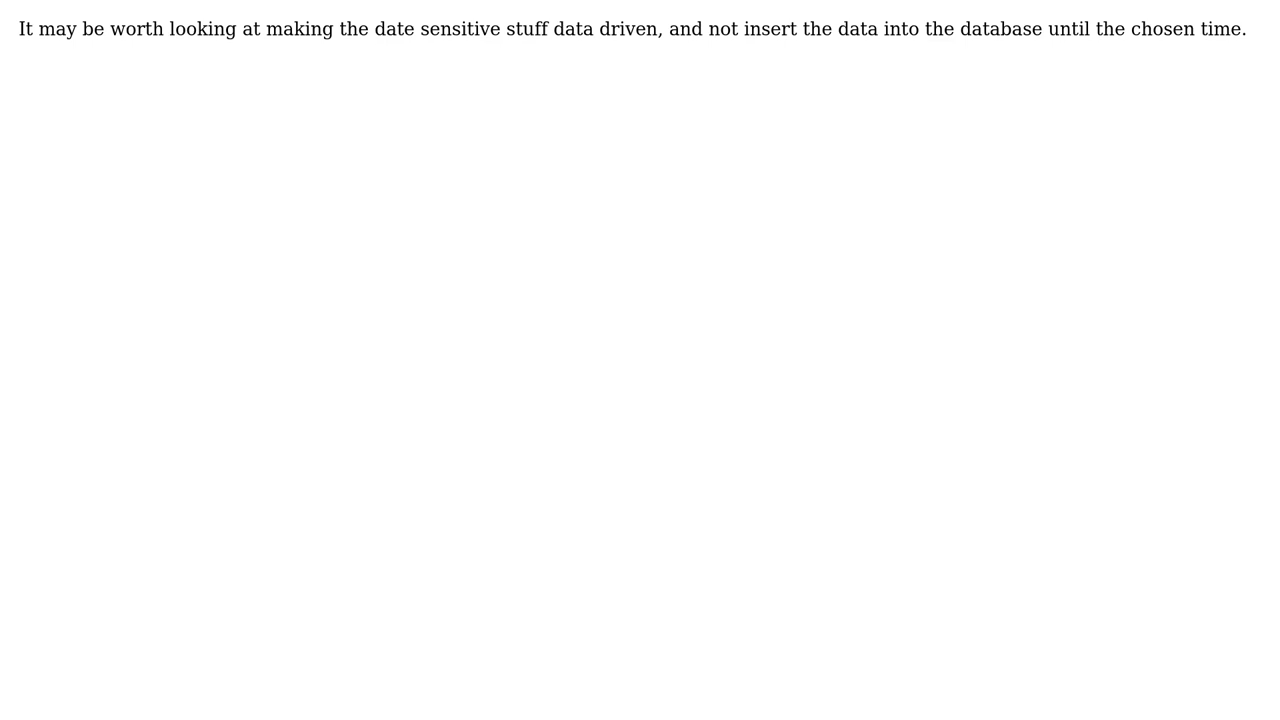 It may be worth looking at making the date sensitive stuff data driven, and not insert the data into the database until the chosen time.